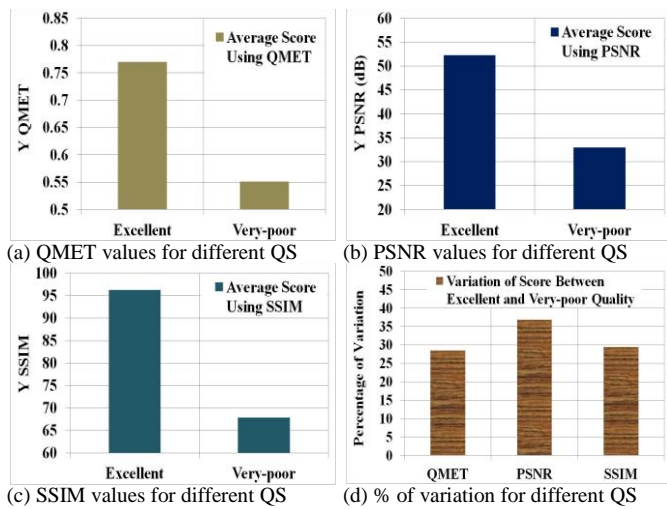 0.85
0.8
0.75
0.7
0.65
0.6
0.55
0.5
Y QMET
Average Score
Using QMET
Excellent
Very-poor
(a) QMET values for different QS
60
55
50
45
40
35
30
25
20
Y PSNR (dB)
Average Score
Using PSNR
Excellent
Very-poor
(b) PSNR values for different QS
100
95
90
85
80
75
70
65
60
Y SSIM
Average Score
Using SSIM
Excellent
Very-poor
(c) SSIM values for different QS
50
45
40
35
30
25
20
15
10
5
0
Percentage of Variation
Variation of Score Between
Excellent and Very-poor Quality
QMET
PSNR
SSIM
(d) % of variation for different QS